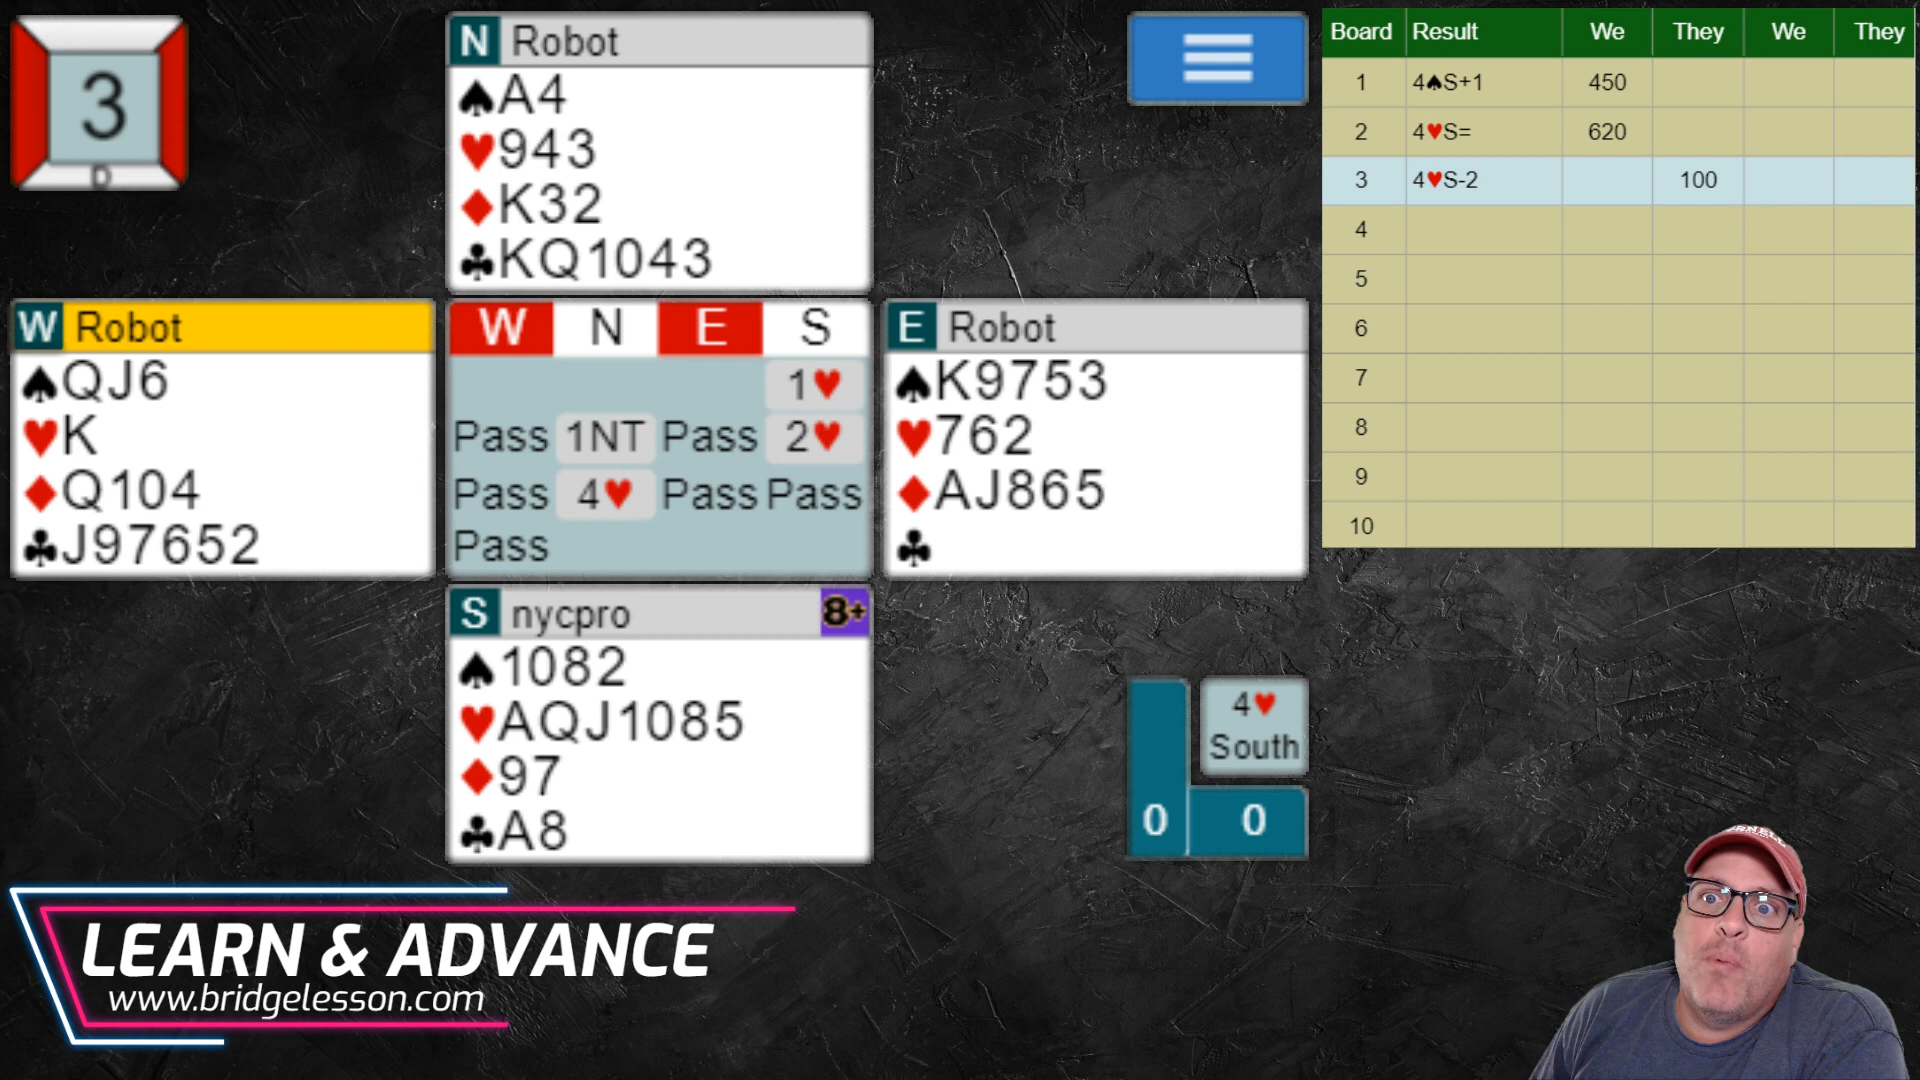 3
D
N Robot
♠A4
♥943
♦K32
♣KQ1043
W Robot
♠QJ6
♥K
♦Q104
♣J97652
W N E S
1♥
Pass 1NT Pass 2♥
Pass 4♥ Pass Pass
Pass
E Robot
♠K9753
♥762
♦AJ865
♣
S nycpro 8+
♠1082
♥AQJ1085
♦97
♣A8
4♥
South
0 0
Board Result We They We They
1 4♠S+1 450
2 4♥S= 620
3 4♥S-2 100
4
5
6
7
8
9
10
LEARN & ADVANCE
www.bridgelesson.com